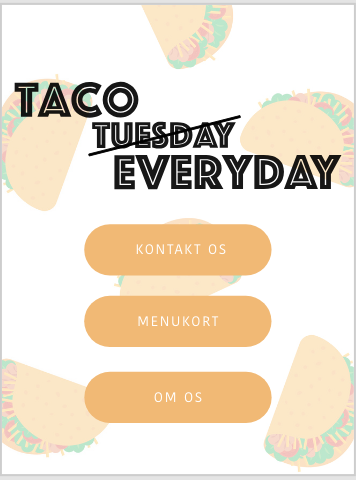 TACO
TUESDAY
EVERYDAY
KONTAKT OS
MENUKORT
OM OS